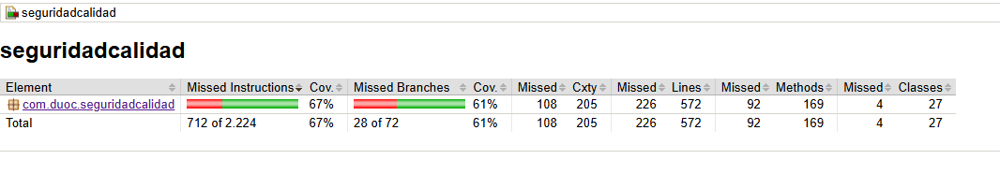 seguridadcalidad
seguridadcalidad
Element Missed Instructions Cov. Missed Branches Cov. Missed Cxty Missed Lines Missed Methods Missed Classes
com.duoc.seguridadcalidad 67% 61% 108 205 226 572 92 169 4 27
Total 712 of 2.224 67% 28 of 72 61% 108 205 226 572 92 169 4 27